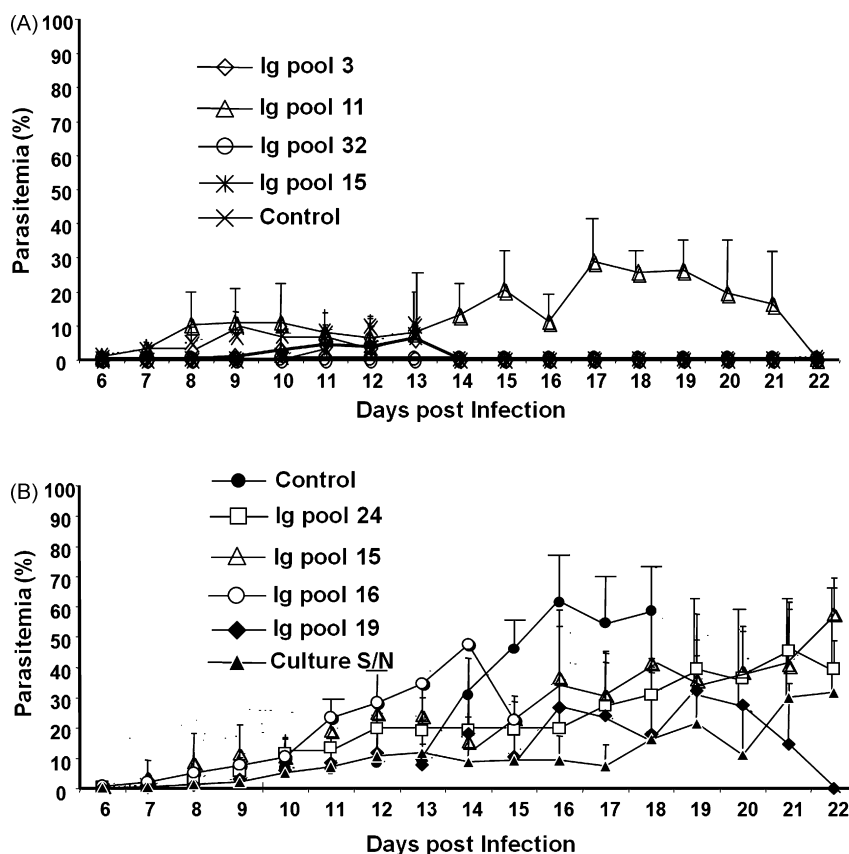 (A)
100
90
80
70
60
50
40
30
20
10
0
Parasitemia (%)
Ig pool 3
Ig pool 11
Ig pool 32
Ig pool 15
Control
6 7 8 9 10 11 12 13 14 15 16 17 18 19 20 21 22
Days post Infection
(B)
100
90
80
70
60
50
40
30
20
10
0
Parasitemia (%)
Control
Ig pool 24
Ig pool 15
Ig pool 16
Ig pool 19
Culture S/N
6 7 8 9 10 11 12 13 14 15 16 17 18 19 20 21 22
Days post Infection